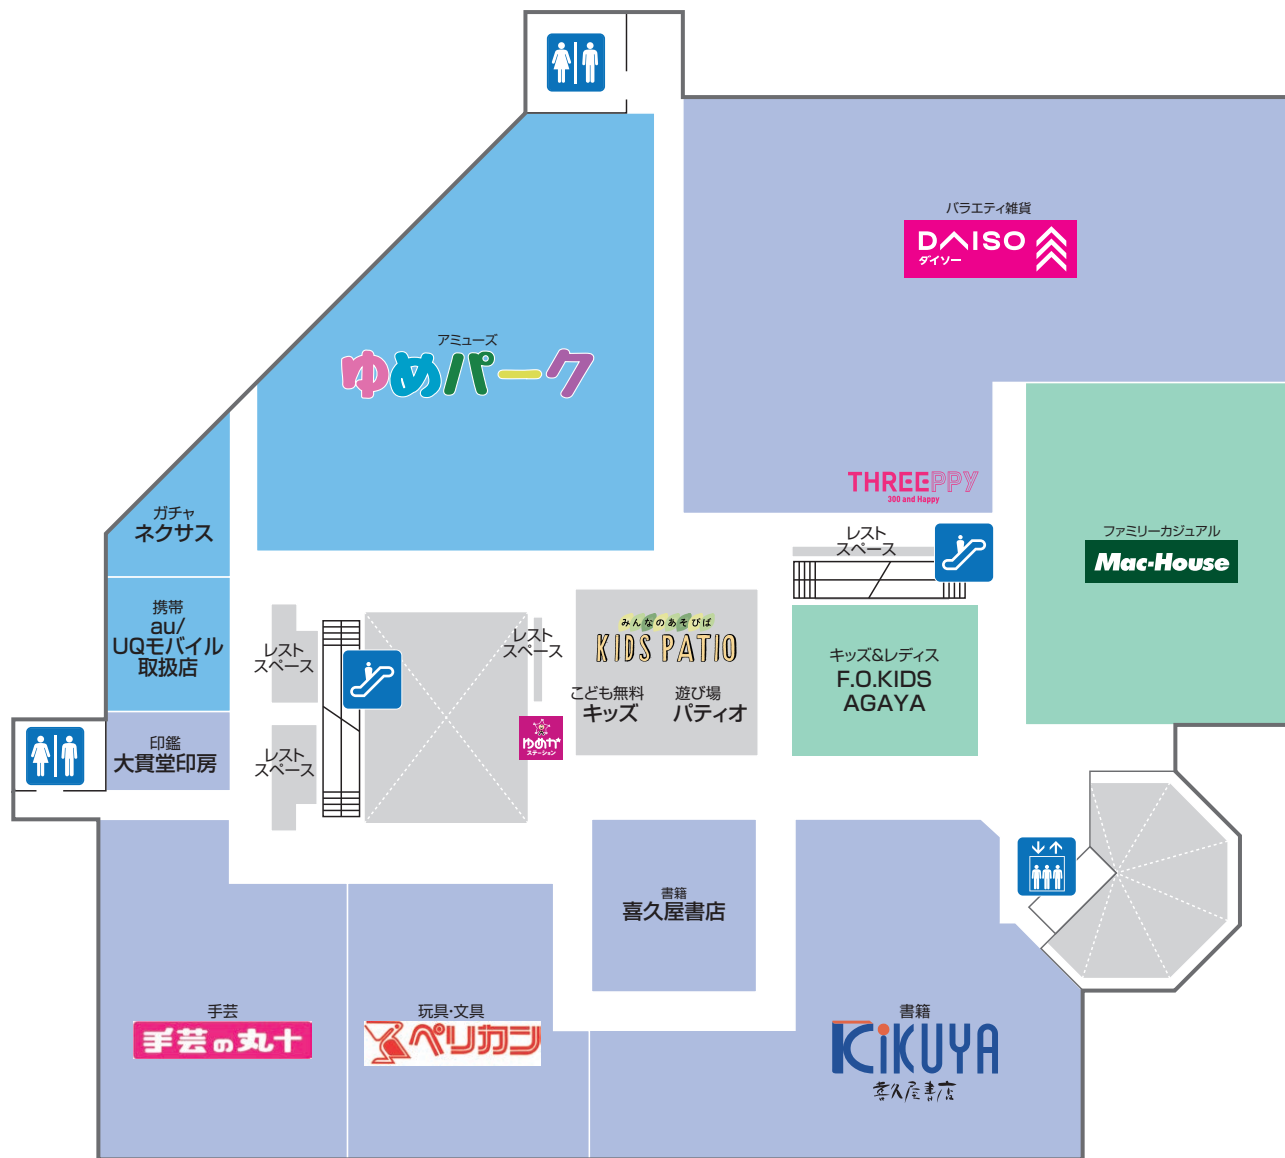 バラエティ雑貨
DAISO
ダイソー
アミューズ
ゆめパーク
THREEPPY
300 and Happy
ガチャ
ネクサス
レスト
スペース
ファミリーカジュアル
Mac-House
携帯
au/
UQモバイル
取扱店
レスト
スペース
レスト
スペース
みんなのあそびば
KIDS PATIO
こども無料 遊び場
キッズ パティオ
キッズ&レディス
F.O.KIDS
AGAYA
ゆめか
ステーション
印鑑
大貫堂印房
レスト
スペース
書籍
喜久屋書店
手芸
手芸の丸十
玩具・文具
ペリカン
書籍
KiKUYA
喜久屋書店